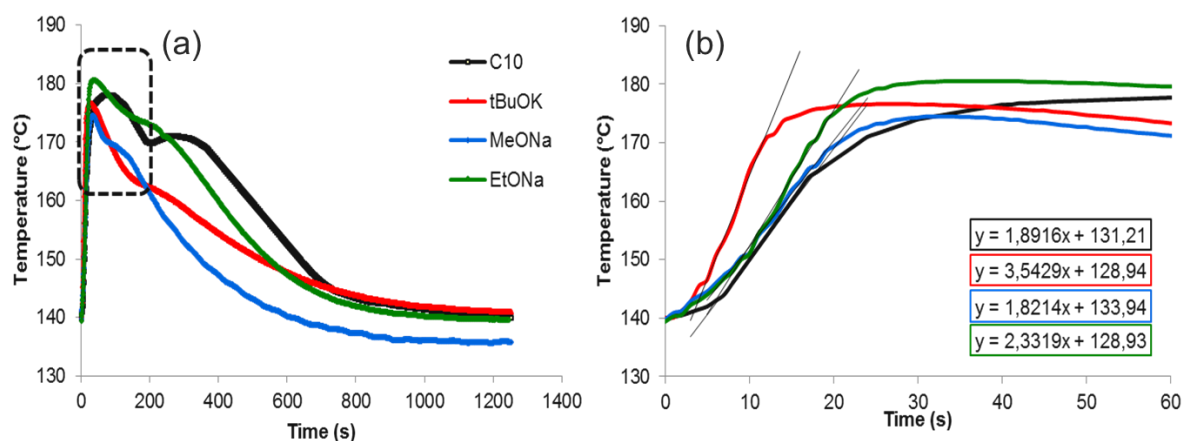 (a)
190
180
170
160
150
140
130
Temperature (°C)
0 200 400 600 800 1000 1200 1400
Time (s)
C10
tBuOK
MeONa
EtONa
(b)
190
180
170
160
150
140
130
Temperature (°C)
0 10 20 30 40 50 60
Time (s)
y = 1,8916x + 131,21
y = 3,5429x + 128,94
y = 1,8214x + 133,94
y = 2,3319x + 128,93